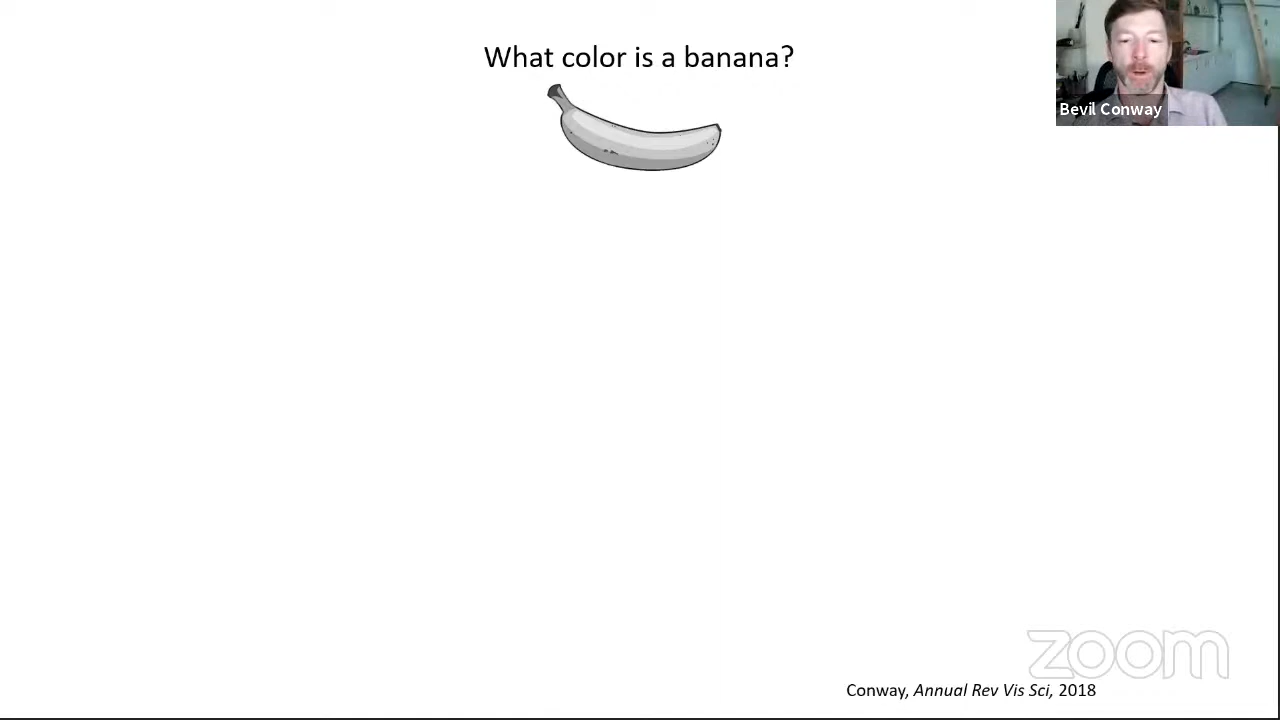 What color is a banana?
Bevil Conway
zoom
Conway, Annual Rev Vis Sci, 2018